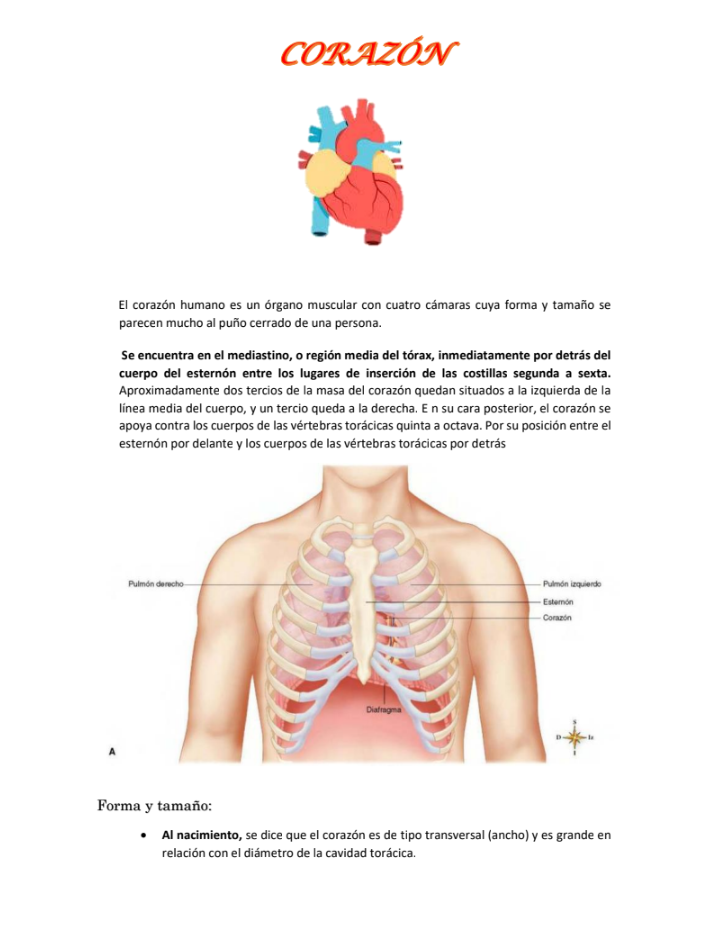 CORAZÓN
El corazón humano es un órgano muscular con cuatro cámaras cuya forma y tamaño se
parecen mucho al puño cerrado de una persona.
Se encuentra en el mediastino, o región media del tórax, inmediatamente por detrás del
cuerpo del esternón entre los lugares de inserción de las costillas segunda a sexta.
Aproximadamente dos tercios de la masa del corazón quedan situados a la izquierda de la
línea media del cuerpo, y un tercio queda a la derecha. E n su cara posterior, el corazón se
apoya contra los cuerpos de las vértebras torácicas quinta a octava. Por su posición entre el
esternón por delante y los cuerpos de las vértebras torácicas por detrás
Pulmón derecho
Pulmón izquierdo
Esternón
Corazón
Diafragma
S
D
Iz
I
A
Forma y tamaño:
• Al nacimiento, se dice que el corazón es de tipo transversal (ancho) y es grande en
relación con el diámetro de la cavidad torácica.